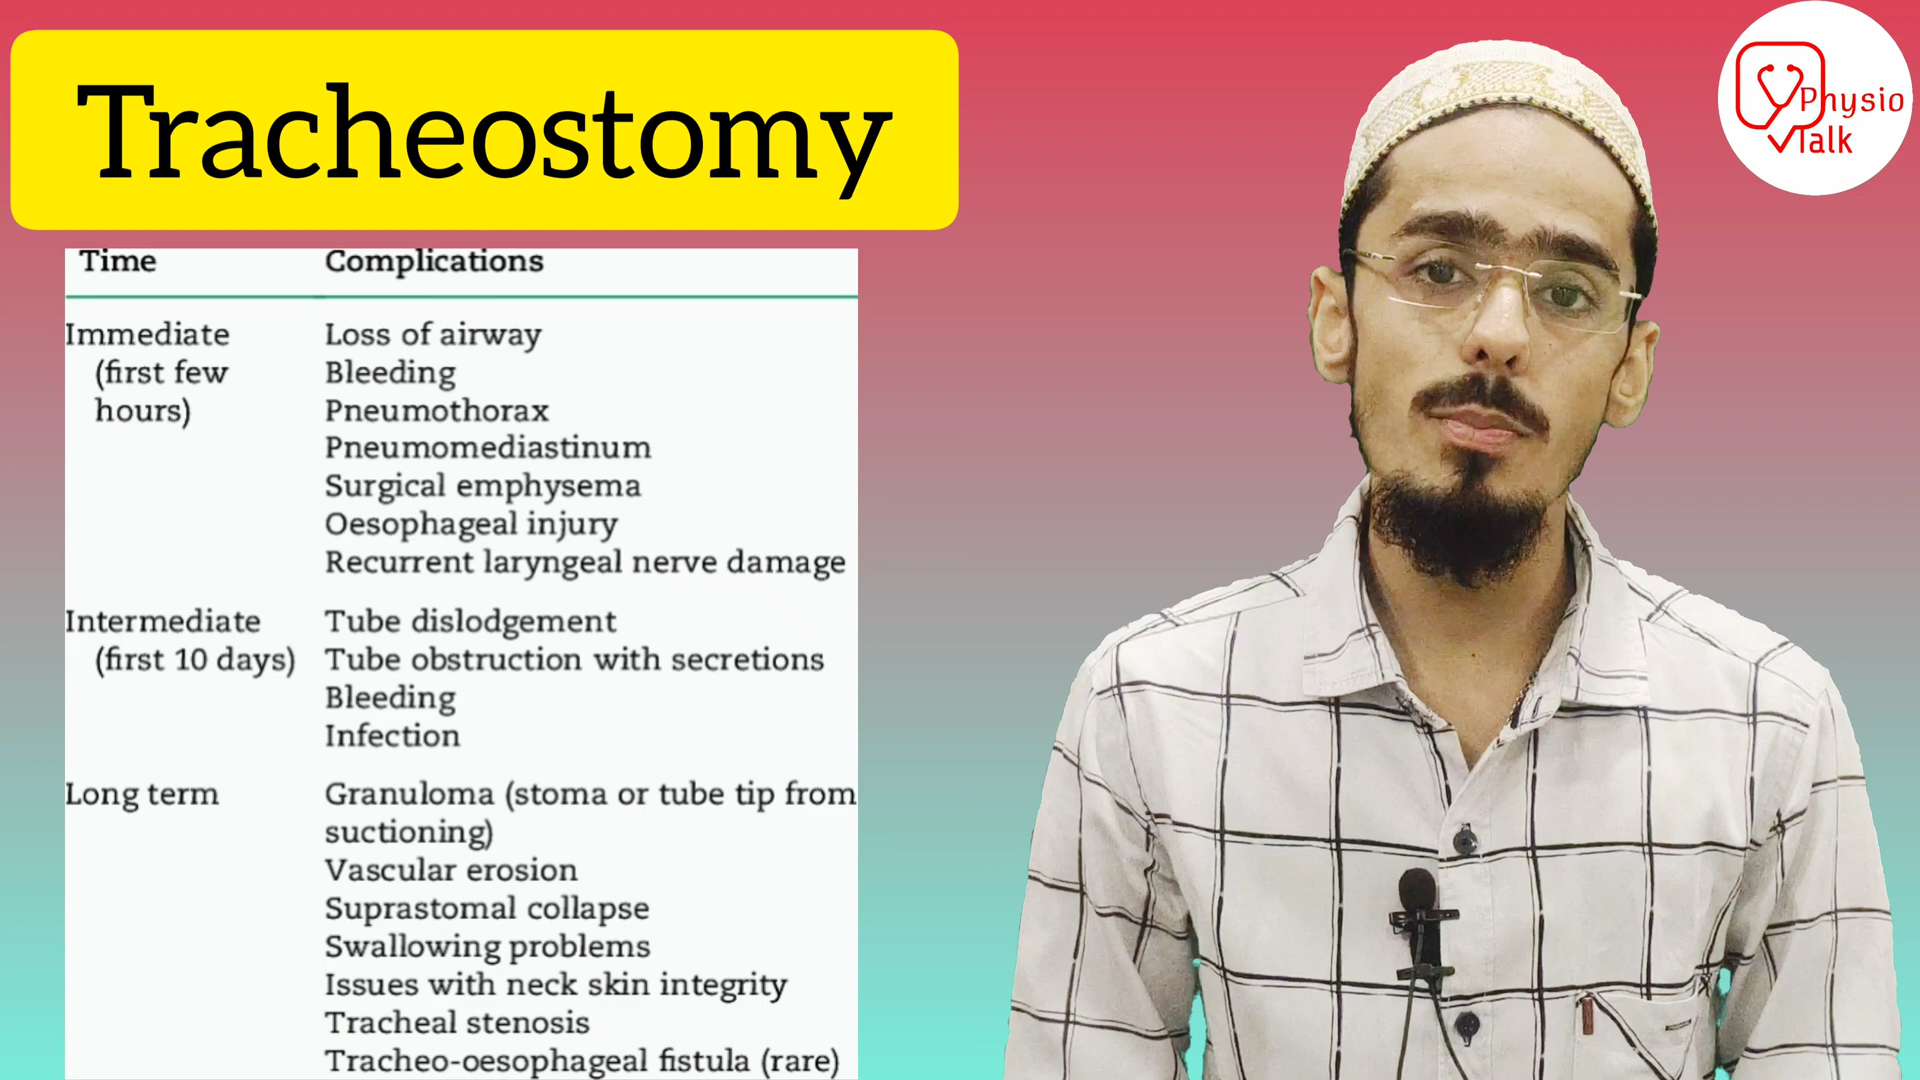 Tracheostomy
Physio
Talk
Time Complications
Immediate Loss of airway
(first few Bleeding
hours) Pneumothorax
Pneumomediastinum
Surgical emphysema
Oesophageal injury
Recurrent laryngeal nerve damage
Intermediate Tube dislodgement
(first 10 days) Tube obstruction with secretions
Bleeding
Infection
Long term Granuloma (stoma or tube tip from
suctioning)
Vascular erosion
Suprastomal collapse
Swallowing problems
Issues with neck skin integrity
Tracheal stenosis
Tracheo-oesophageal fistula (rare)